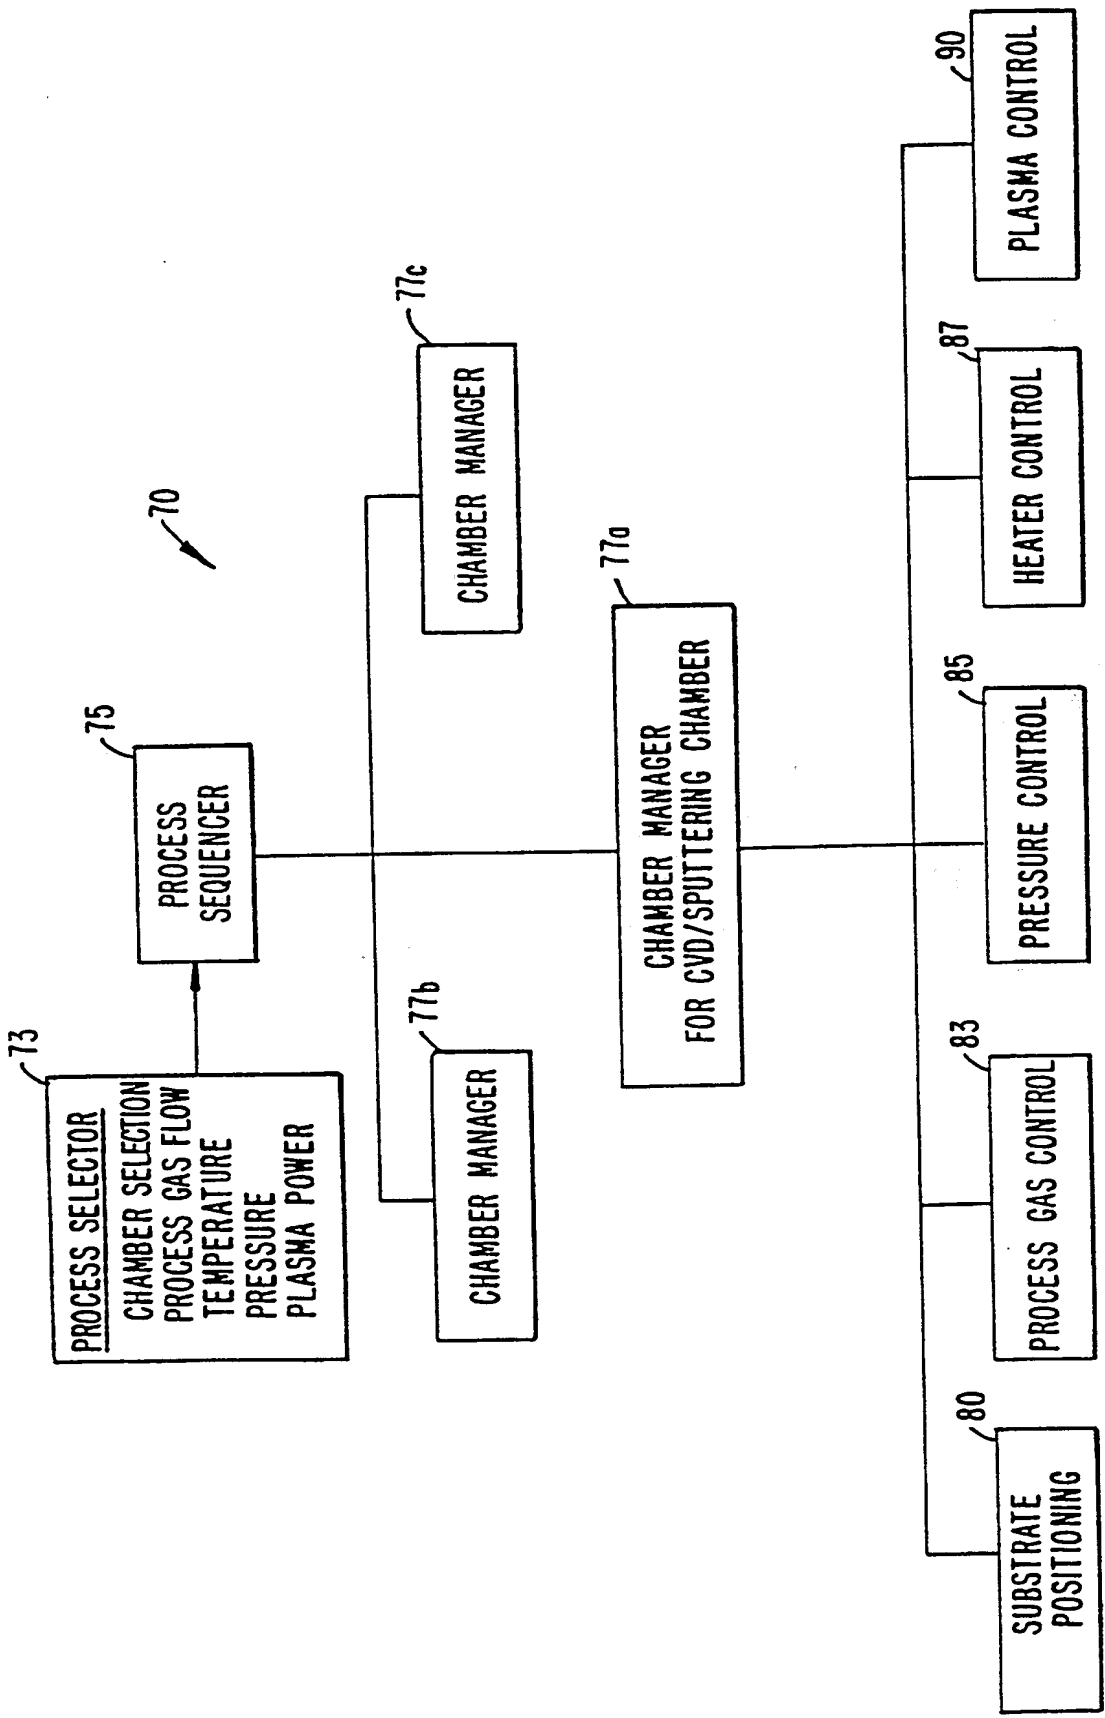 73
PROCESS SELECTOR
CHAMBER SELECTION
PROCESS GAS FLOW
TEMPERATURE
PRESSURE
PLASMA POWER
75
PROCESS
SEQUENCER
70
77b
CHAMBER MANAGER
77c
CHAMBER MANAGER
77a
CHAMBER MANAGER
FOR CVD/SPUTTERING CHAMBER
80
SUBSTRATE
POSITIONING
83
PROCESS GAS CONTROL
85
PRESSURE CONTROL
87
HEATER CONTROL
90
PLASMA CONTROL